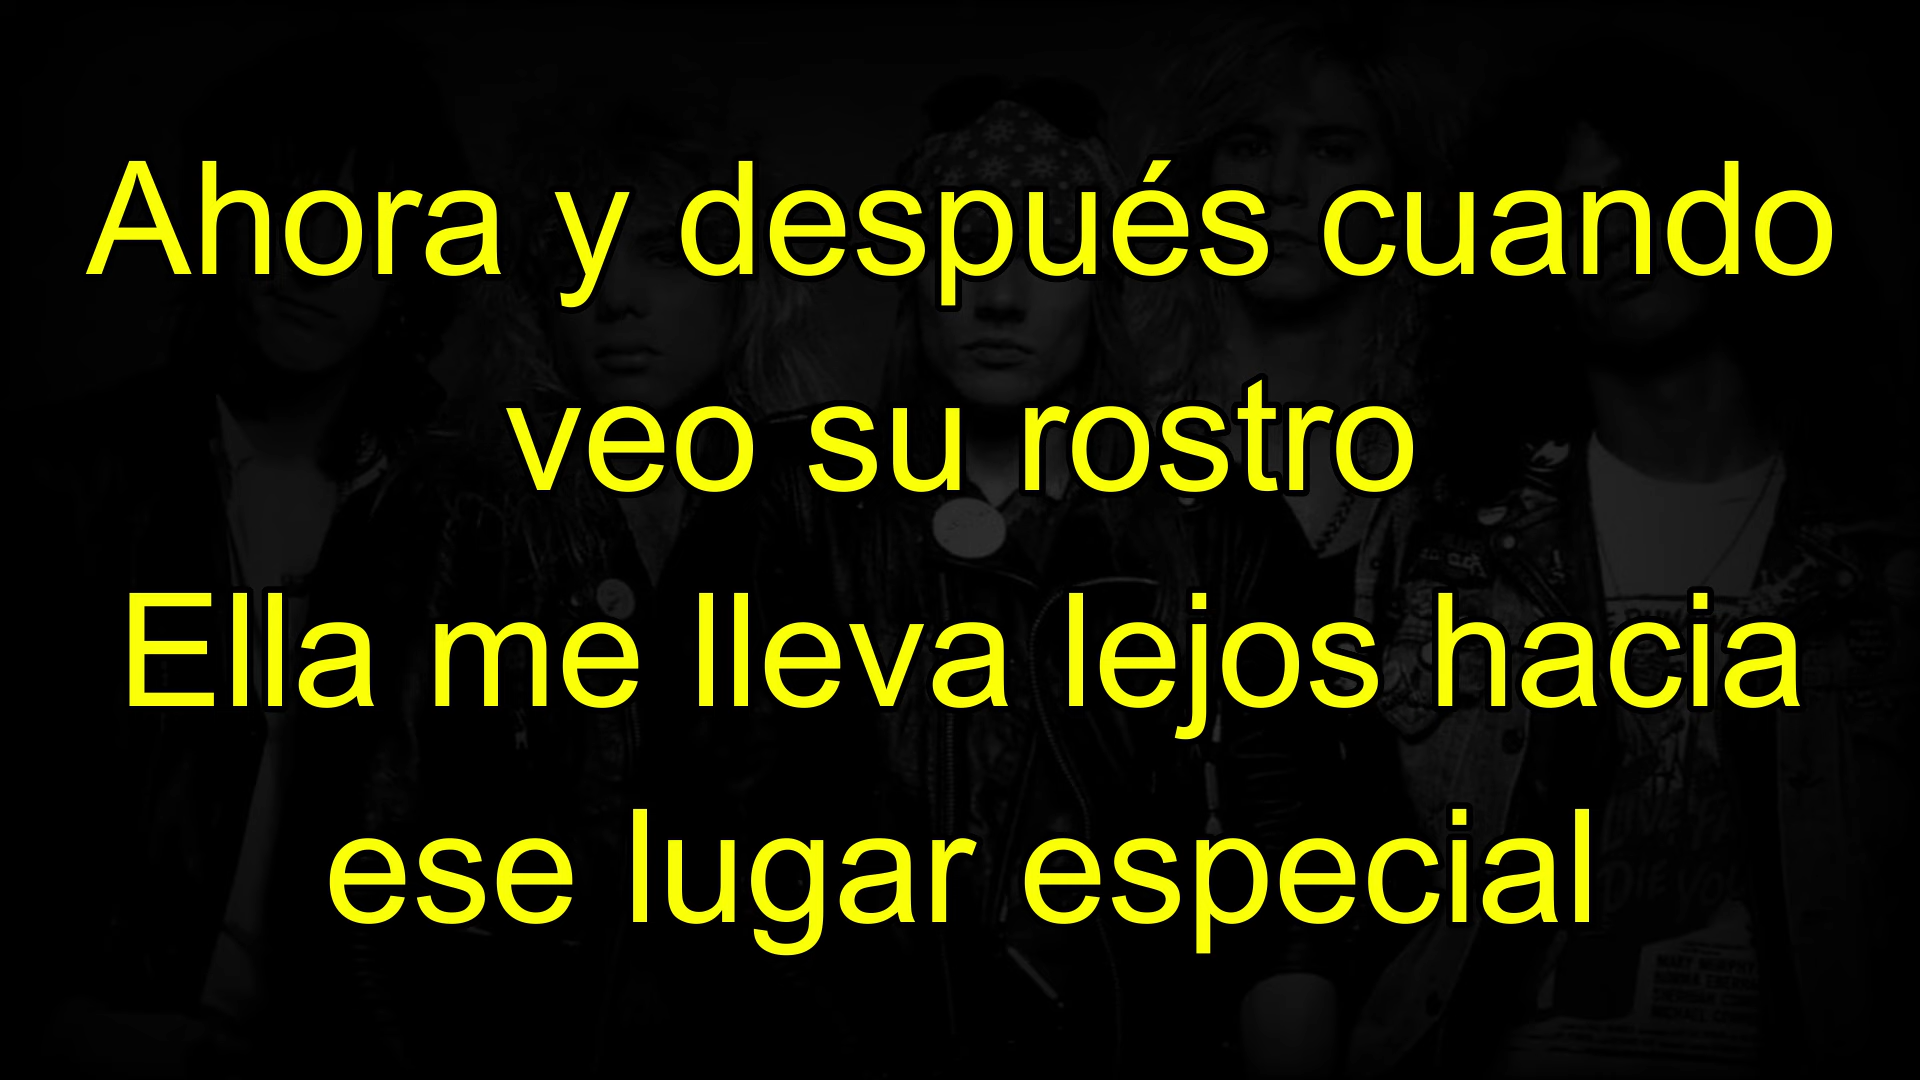 Ahora y después cuando
veo su rostro
Ella me lleva lejos hacia
ese lugar especial